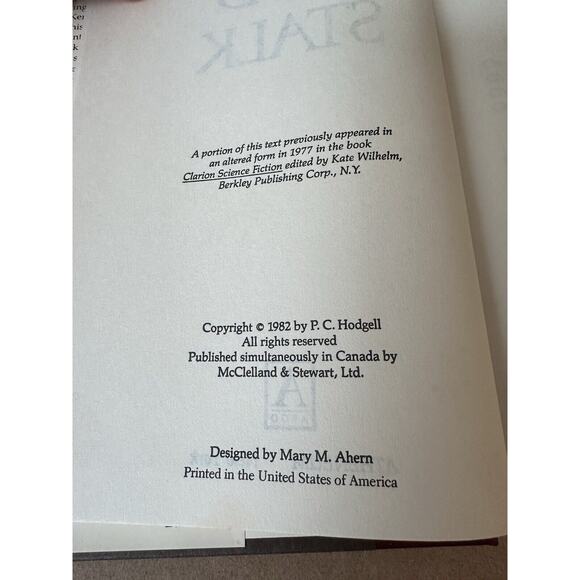 STALK
A portion of this text previously appeared in
an altered form in 1977 in the book
Clarion Science Fiction edited by Kate Wilhelm,
Berkley Publishing Corp., N.Y.
Copyright © 1982 by P. C. Hodgell
All rights reserved
Published simultaneously in Canada by
McClelland & Stewart, Ltd.
Designed by Mary M. Ahern
Printed in the United States of America